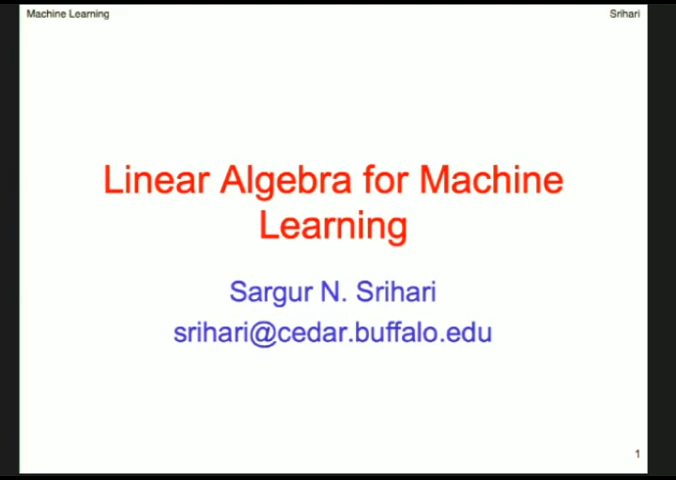 Machine Learning
Srihari
Linear Algebra for Machine
Learning
Sargur N. Srihari
srihari@cedar.buffalo.edu
1